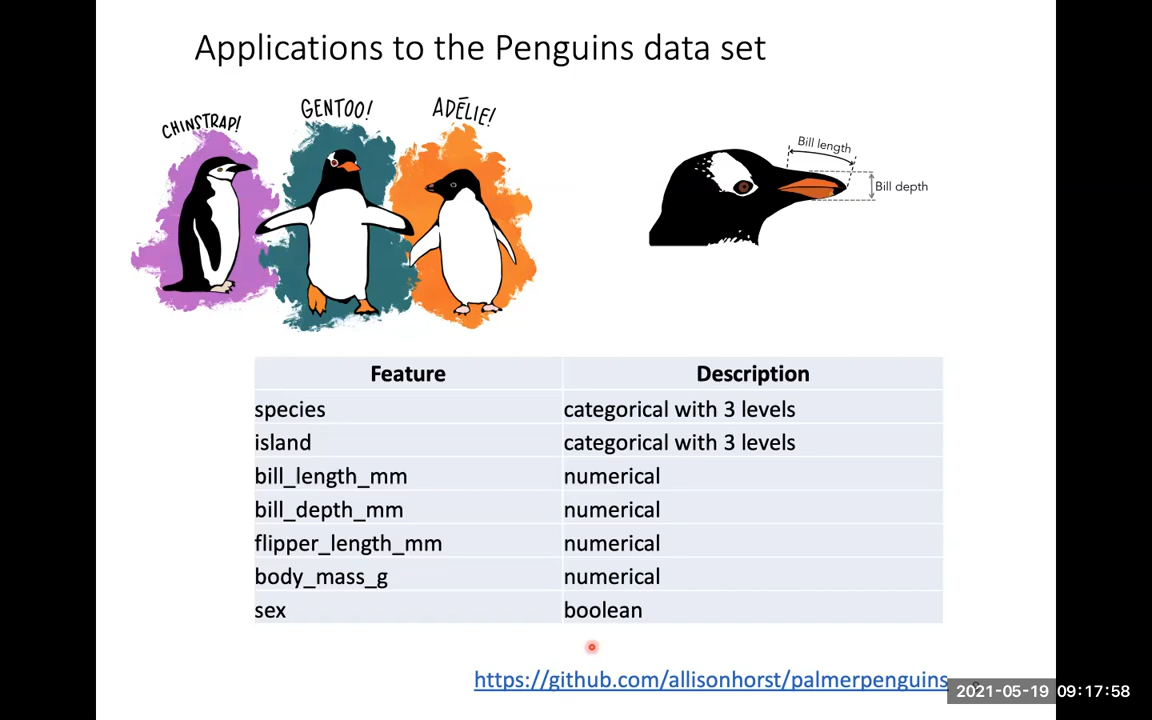 Applications to the Penguins data set
CHINSTRAP!
GENTOO!
ADÉLIE!
Bill length
Bill depth
Feature Description
species categorical with 3 levels
island categorical with 3 levels
bill_length_mm numerical
bill_depth_mm numerical
flipper_length_mm numerical
body_mass_g numerical
sex boolean
https://github.com/allisonhorst/palmerpenguins
2021-05-19 09:17:58